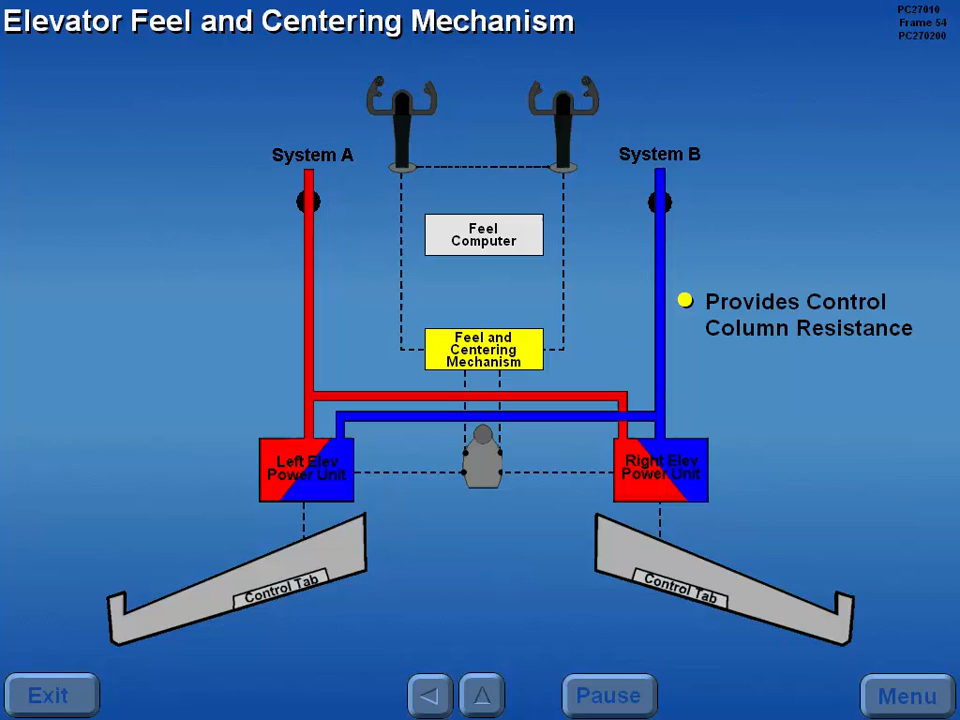 Elevator Feel and Centering Mechanism
PC27010
Frame 54
PC270200
System A
System B
Feel
Computer
Provides Control
Column Resistance
Feel and
Centering
Mechanism
Left Elev
Power Unit
Right Elev
Power Unit
Control Tab
Control Tab
Exit
Pause
Menu